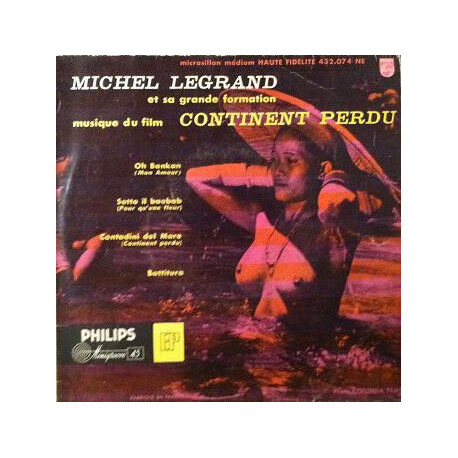 microsillon médium HAUTE FIDÉLITÉ 432.074 NE
MICHEL LEGRAND
et sa grande formation
musique du film CONTINENT PERDU
Oh Bankan
(Mon Amour)
Sotto il baobab
(Pour qu'une fleur)
Contadini del Mare
(Continent perdu)
Battitura
PHILIPS
Minigroove 45
EP